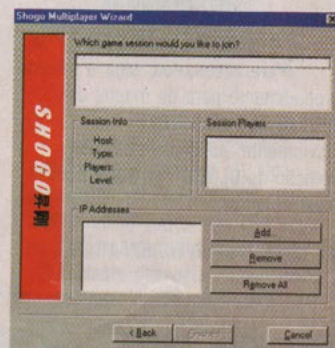 Shogo Multiplayer Wizard
Which game session would you like to join?
SHOGO
Session Info
Host:
Type:
Players:
Level:
Session Players
IP Addresses
Add...
Remove
Remove All
< Back
Cancel